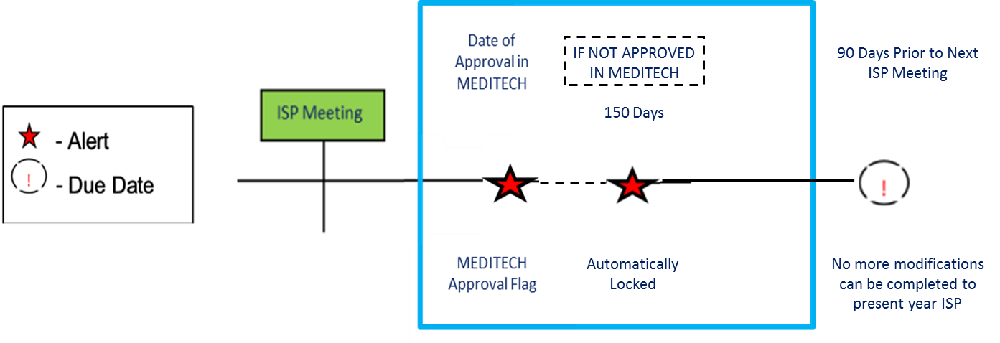 Date of
Approval in
MEDITECH
IF NOT APPROVED
IN MEDITECH
150 Days
90 Days Prior to Next
ISP Meeting
ISP Meeting
- Alert
! - Due Date
!
MEDITECH
Approval Flag
Automatically
Locked
No more modifications
can be completed to
present year ISP